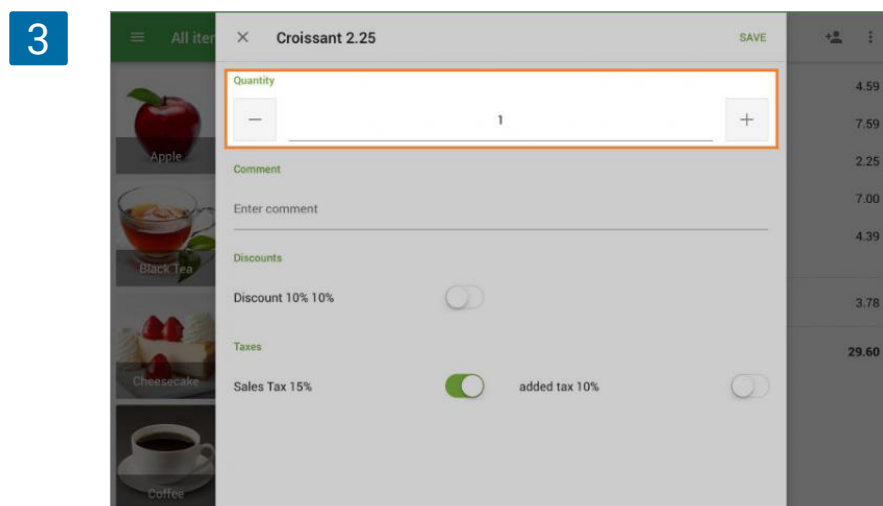 3
All iter
Croissant 2.25
SAVE
Quantity
1
Comment
Enter comment
Discounts
Discount 10% 10%
Taxes
Sales Tax 15%
added tax 10%
Apple
Black Tea
Cheesecake
Coffee
4.59
7.59
2.25
7.00
4.39
3.78
29.60